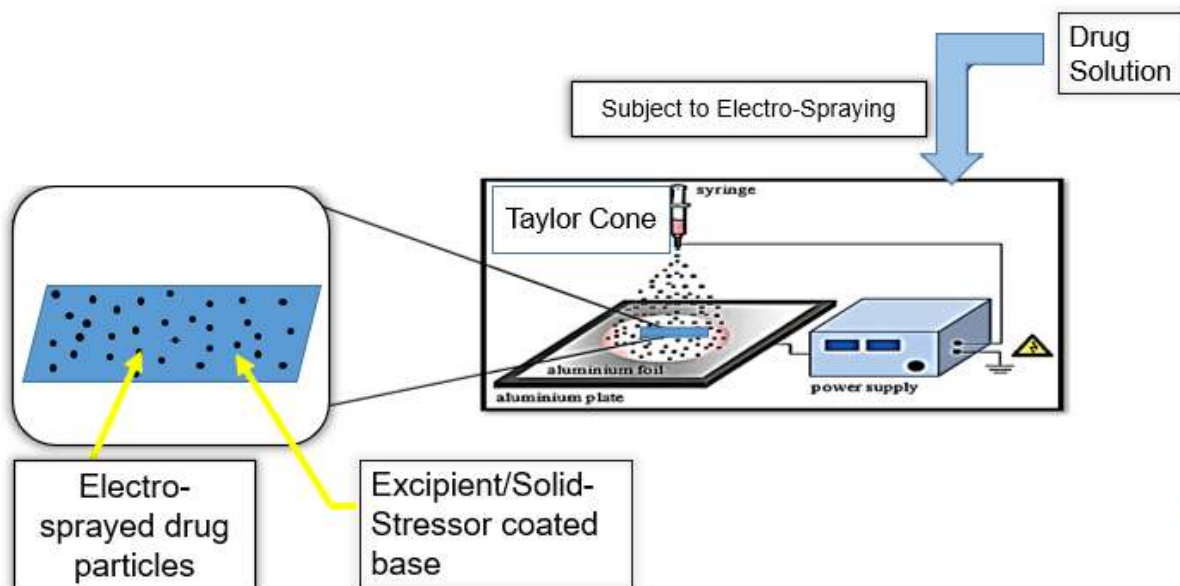 Drug
Solution
Subject to Electro-Spraying
syringe
Taylor Cone
aluminium foil
power supply
aluminium plate
Electro-
sprayed drug
particles
Excipient/Solid-
Stressor coated
base